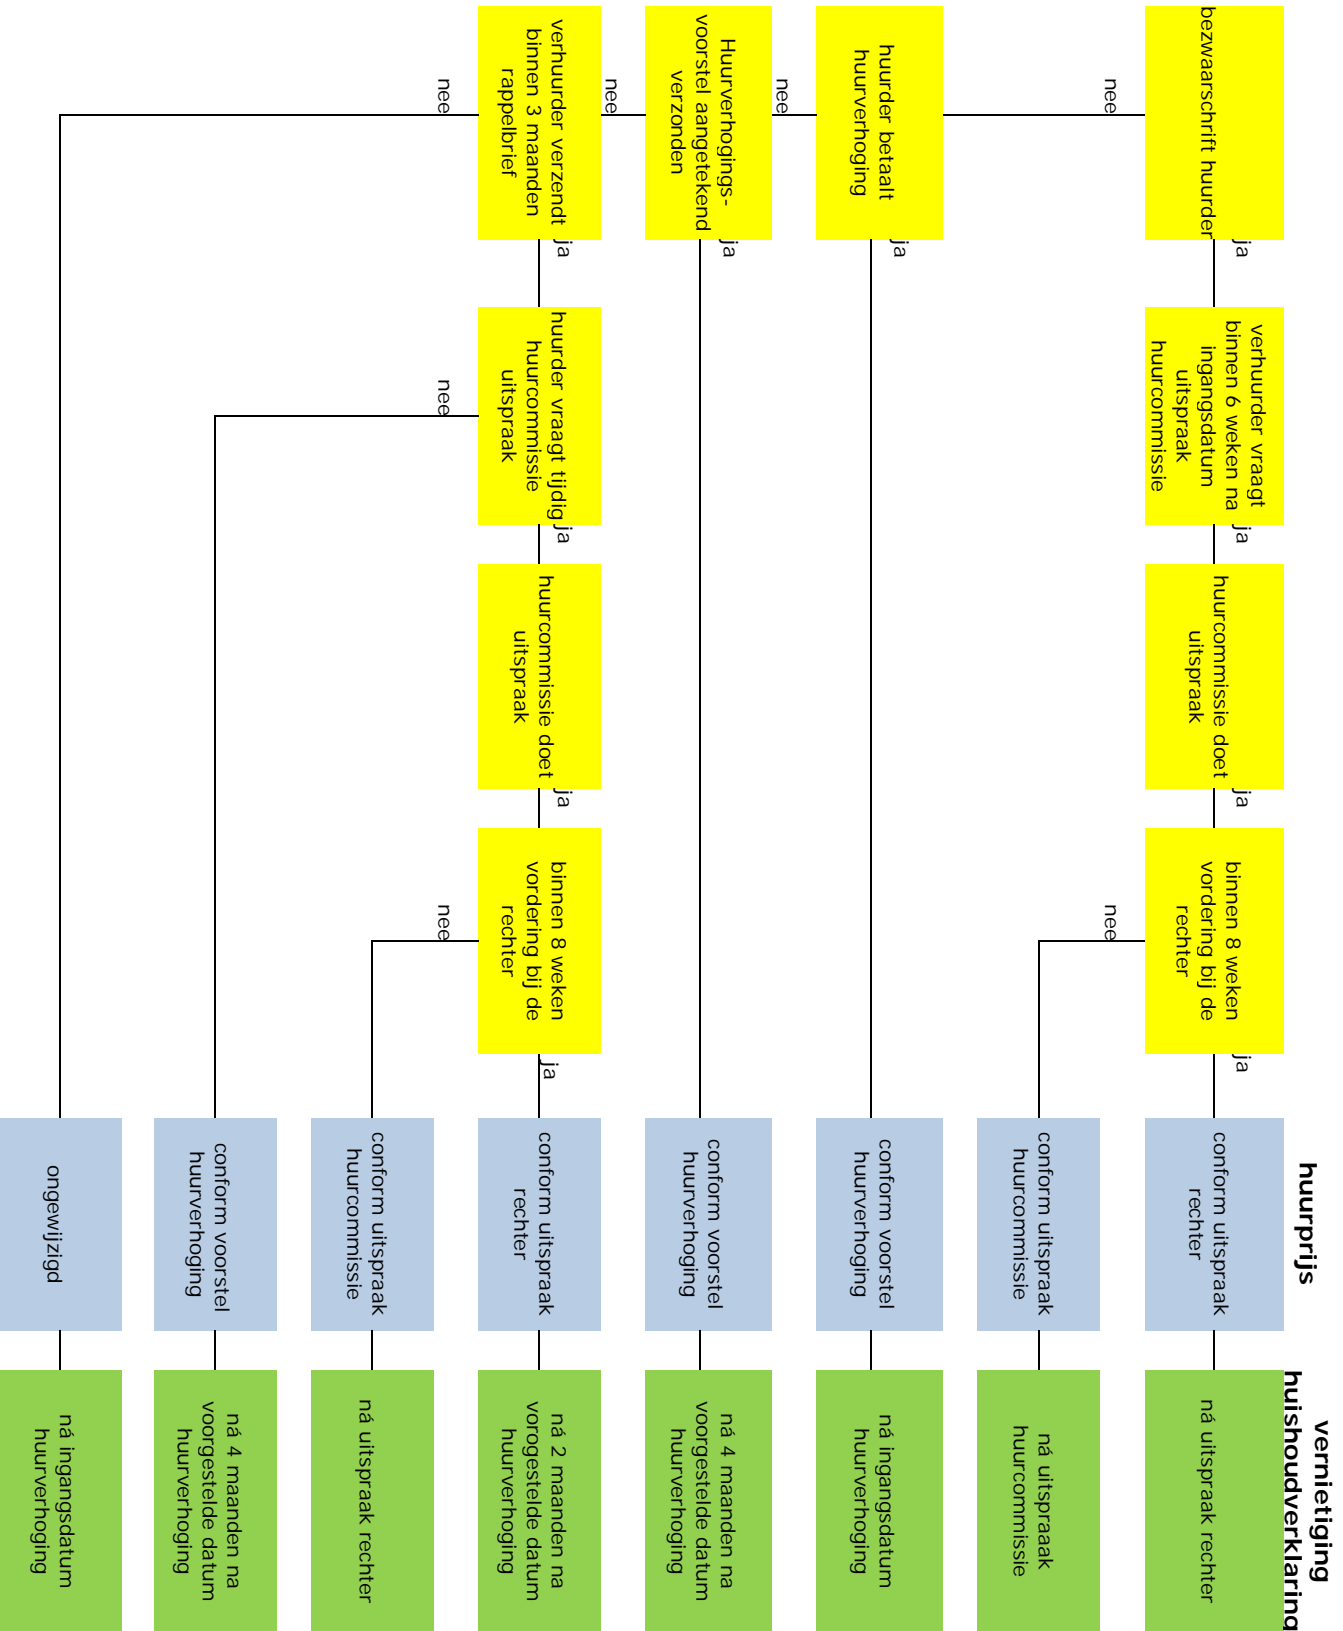 huurprijs
vernietiging
huishoudverklaring
bezwaarschrift huurder
ja
nee
verhuurder vraagt
binnen 6 weken na
ingangsdatum
uitspraak
huurcommissie
ja
huurcommissie doet
uitspraak
ja
binnen 8 weken
vordering bij de
rechter
ja
nee
conform uitspraak
rechter
ná uitspraak rechter
conform uitspraak
huurcommissie
ná uitspraaak
huurcommissie
huurder betaalt
huurverhoging
ja
nee
conform voorstel
huurverhoging
ná ingangsdatum
huurverhoging
Huurverhogings-
voorstel aangetekend
verzonden
ja
nee
conform voorstel
huurverhoging
ná 4 maanden na
voorgestelde datum
huurverhoging
verhuurder verzendt
binnen 3 maanden
rappelbrief
ja
nee
huurder vraagt tijdig
huurcommissie
uitspraak
ja
nee
huurcommissie doet
uitspraak
ja
binnen 8 weken
vordering bij de
rechter
ja
nee
conform uitspraak
rechter
ná 2 maanden na
vorogestelde datum
huurverhoging
conform uitspraak
huurcommissie
ná uitspraak rechter
conform voorstel
huurverhoging
ná 4 maanden na
voorgestelde datum
huurverhoging
ongewijzigd
ná ingangsdatum
huurverhoging